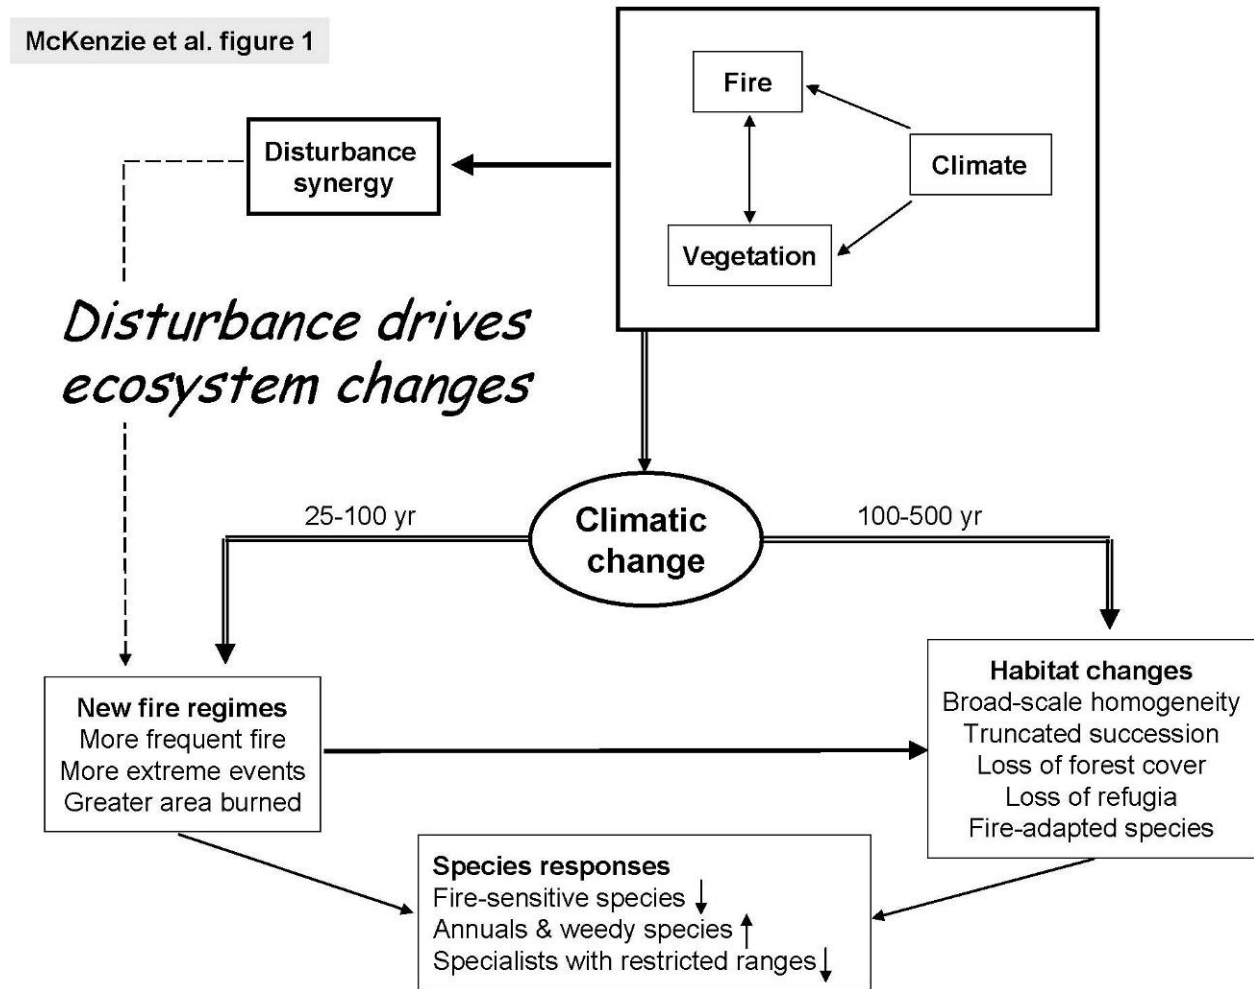 McKenzie et al. figure 1
Fire
Climate
Vegetation
Disturbance
synergy
Disturbance drives
ecosystem changes
Climatic
change
25-100 yr
100-500 yr
New fire regimes
More frequent fire
More extreme events
Greater area burned
Habitat changes
Broad-scale homogeneity
Truncated succession
Loss of forest cover
Loss of refugia
Fire-adapted species
Species responses
Fire-sensitive species ↓
Annuals & weedy species ↑
Specialists with restricted ranges ↓